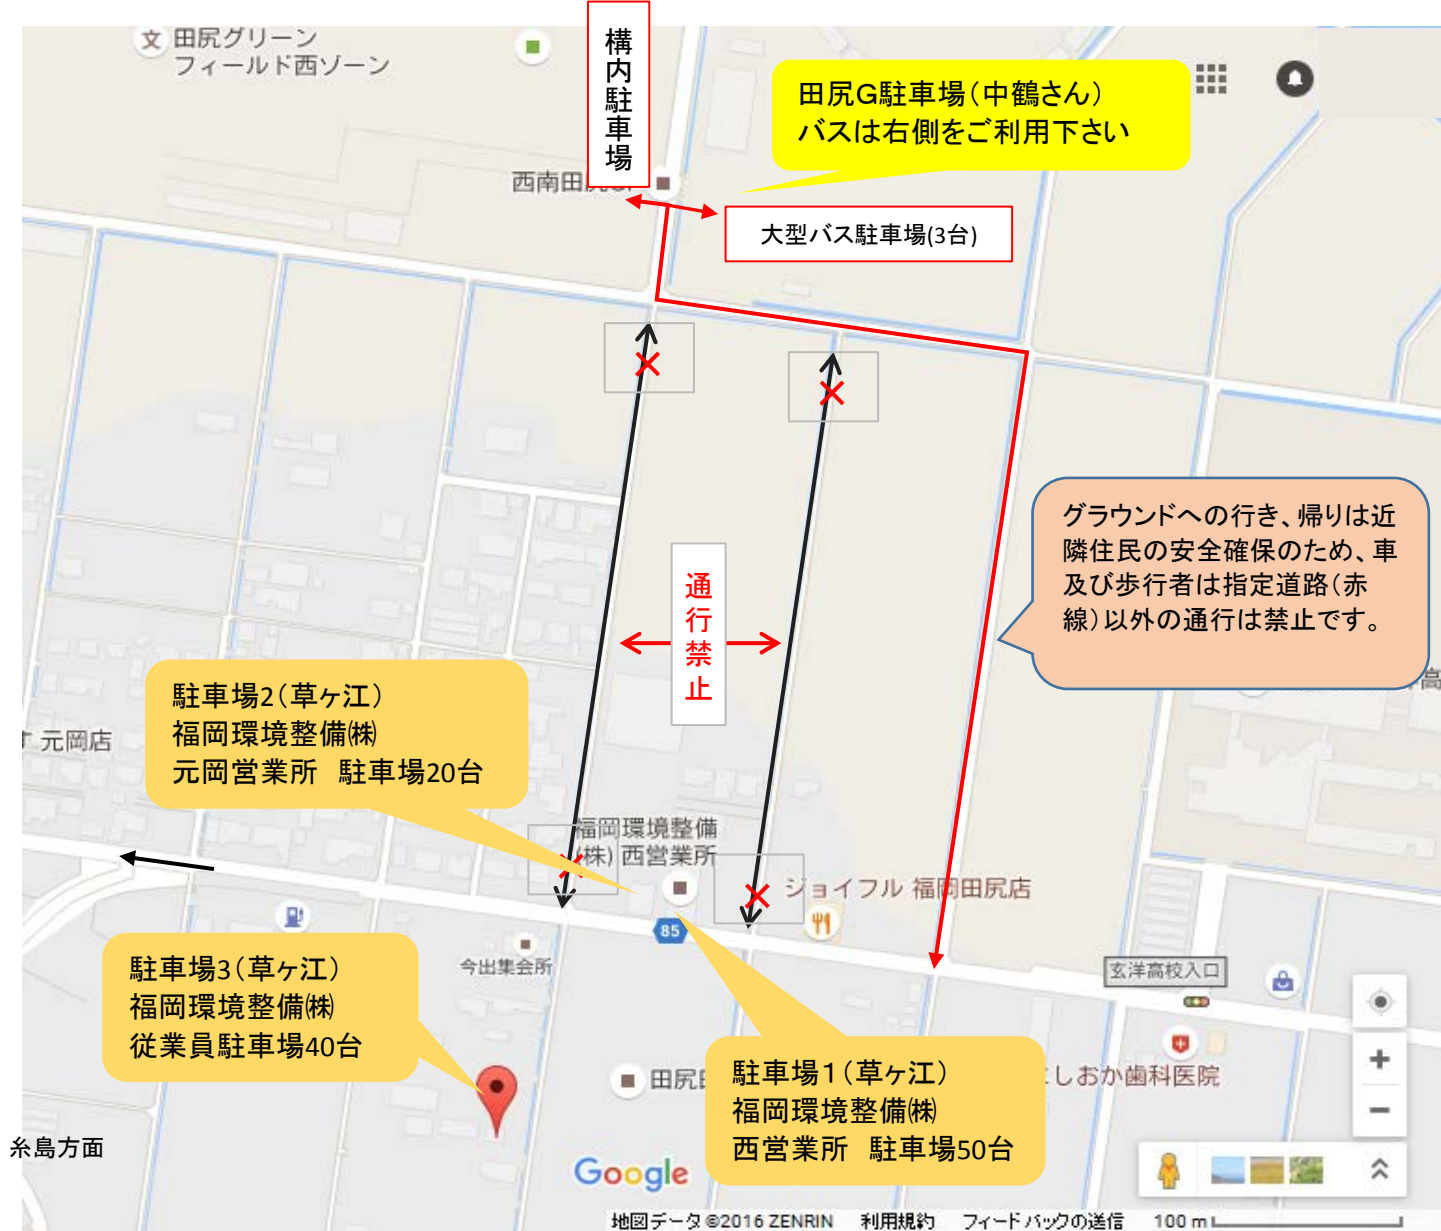 田尻グリーン
フィールド西ゾーン
構内駐車場
田尻G駐車場（中鶴さん）
バスは右側をご利用下さい
西南田尻
大型バス駐車場(3台)
グラウンドへの行き、帰りは近
隣住民の安全確保のため、車
及び歩行者は指定道路（赤
線）以外の通行は禁止です。
通行禁止
駐車場2（草ヶ江）
福岡環境整備㈱
元岡営業所　駐車場20台
元岡店
高
福岡環境整備
(株) 西営業所
ジョイフル 福岡田尻店
85
今出集会所
玄洋高校入口
駐車場3（草ヶ江）
福岡環境整備㈱
従業員駐車場40台
駐車場1（草ヶ江）
福岡環境整備㈱
西営業所　駐車場50台
田尻
しおか歯科医院
糸島方面
Google
地図データ ©2016 ZENRIN 利用規約 フィードバックの送信 100 m